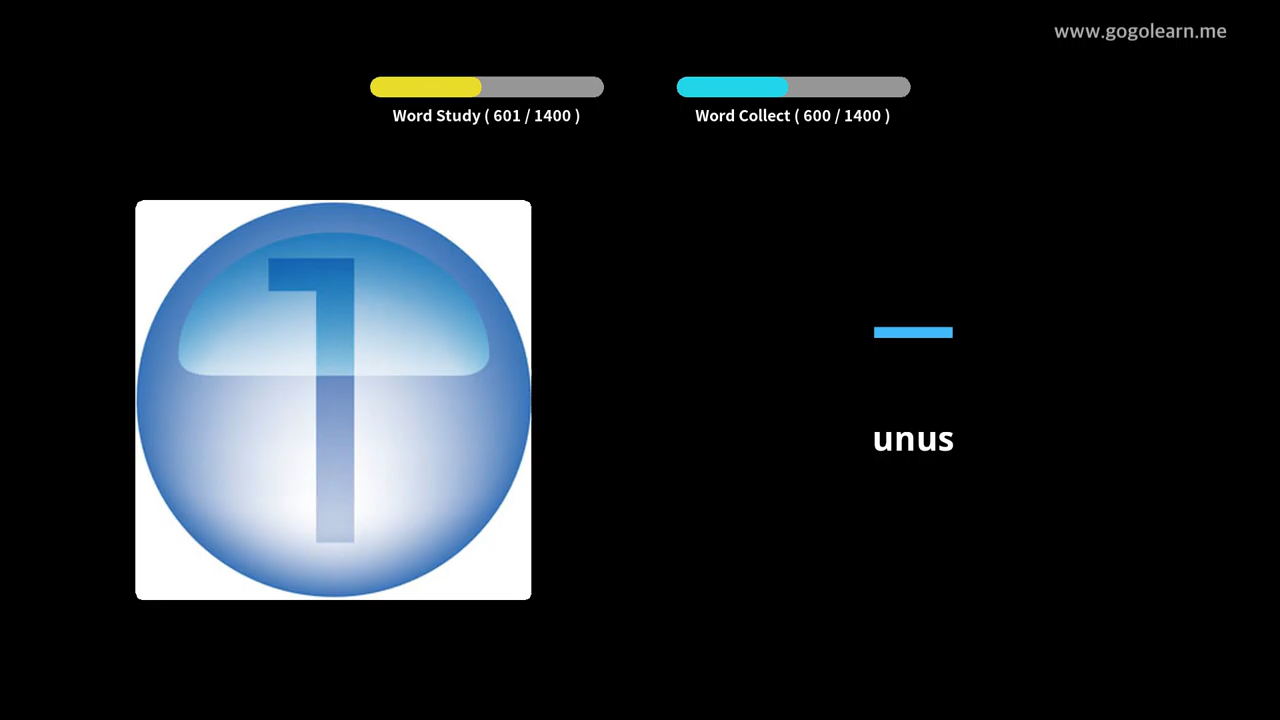 www.gogolearn.me
Word Study ( 601 / 1400 )
Word Collect ( 600 / 1400 )
1
一
unus